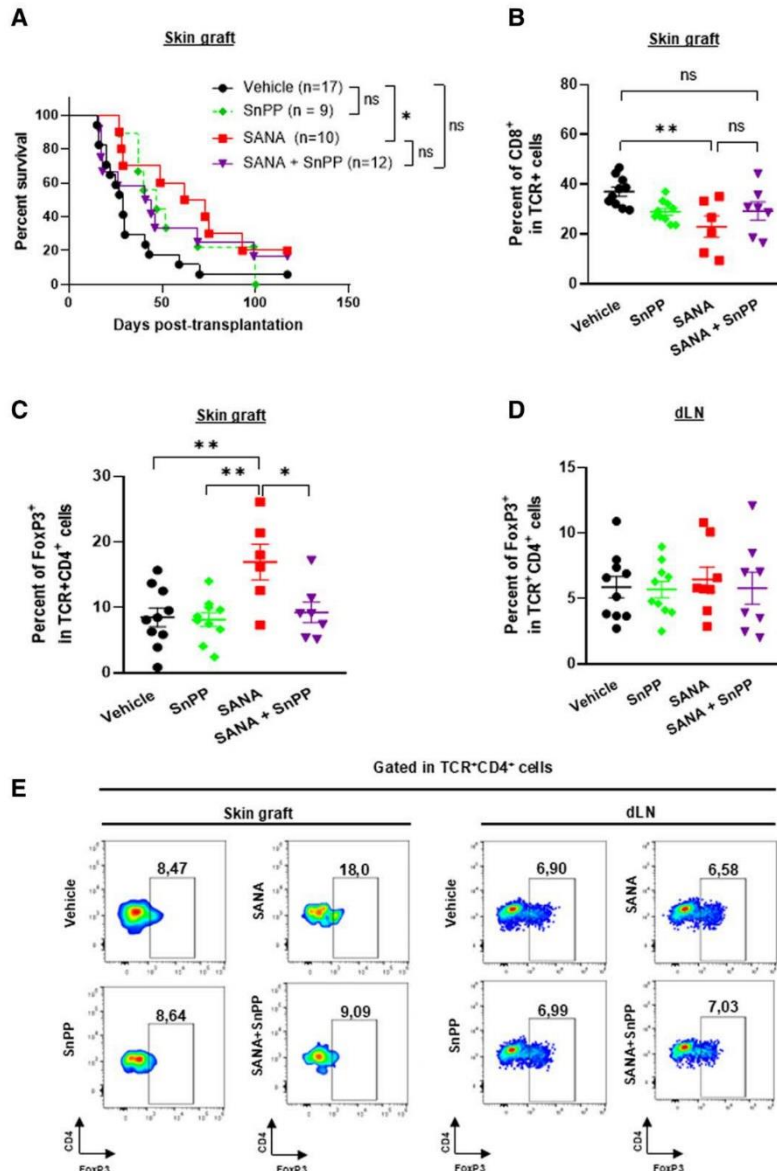 A
Skin graft
Vehicle (n=17)
SnPP (n = 9)
SANA (n=10)
SANA + SnPP (n=12)
ns
*
ns
ns
Percent survival
100
80
60
40
20
0
0 50 100 150
Days post-transplantation
B
Skin graft
ns
**
ns
Percent of CD8+
in TCR+ cells
80
60
40
20
0
Vehicle
SnPP
SANA
SANA + SnPP
C
Skin graft
**
**
*
Percent of FoxP3+
in TCR+CD4+ cells
30
20
10
0
Vehicle
SnPP
SANA
SANA + SnPP
D
dLN
Percent of FoxP3+
in TCR+CD4+ cells
15
10
5
0
Vehicle
SnPP
SANA
SANA + SnPP
E
Gated in TCR+CD4+ cells
Skin graft
dLN
Vehicle
8,47
SANA
18,0
Vehicle
6,90
SANA
6,58
SnPP
8,64
SANA+SnPP
9,09
SnPP
6,99
SANA+SnPP
7,03
CD4
FoxP3
CD4
FoxP3
CD4
FoxP3
CD4
FoxP3